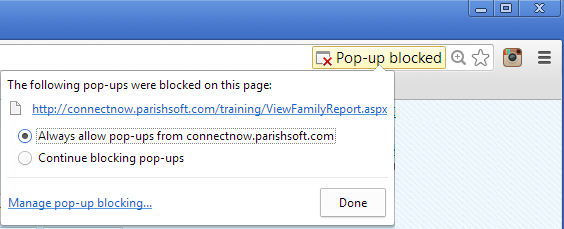 Pop-up blocked
The following pop-ups were blocked on this page:
http://connectnow.parishsoft.com/training/ViewFamilyReport.aspx
Always allow pop-ups from connectnow.parishsoft.com
Continue blocking pop-ups
Manage pop-up blocking...
Done